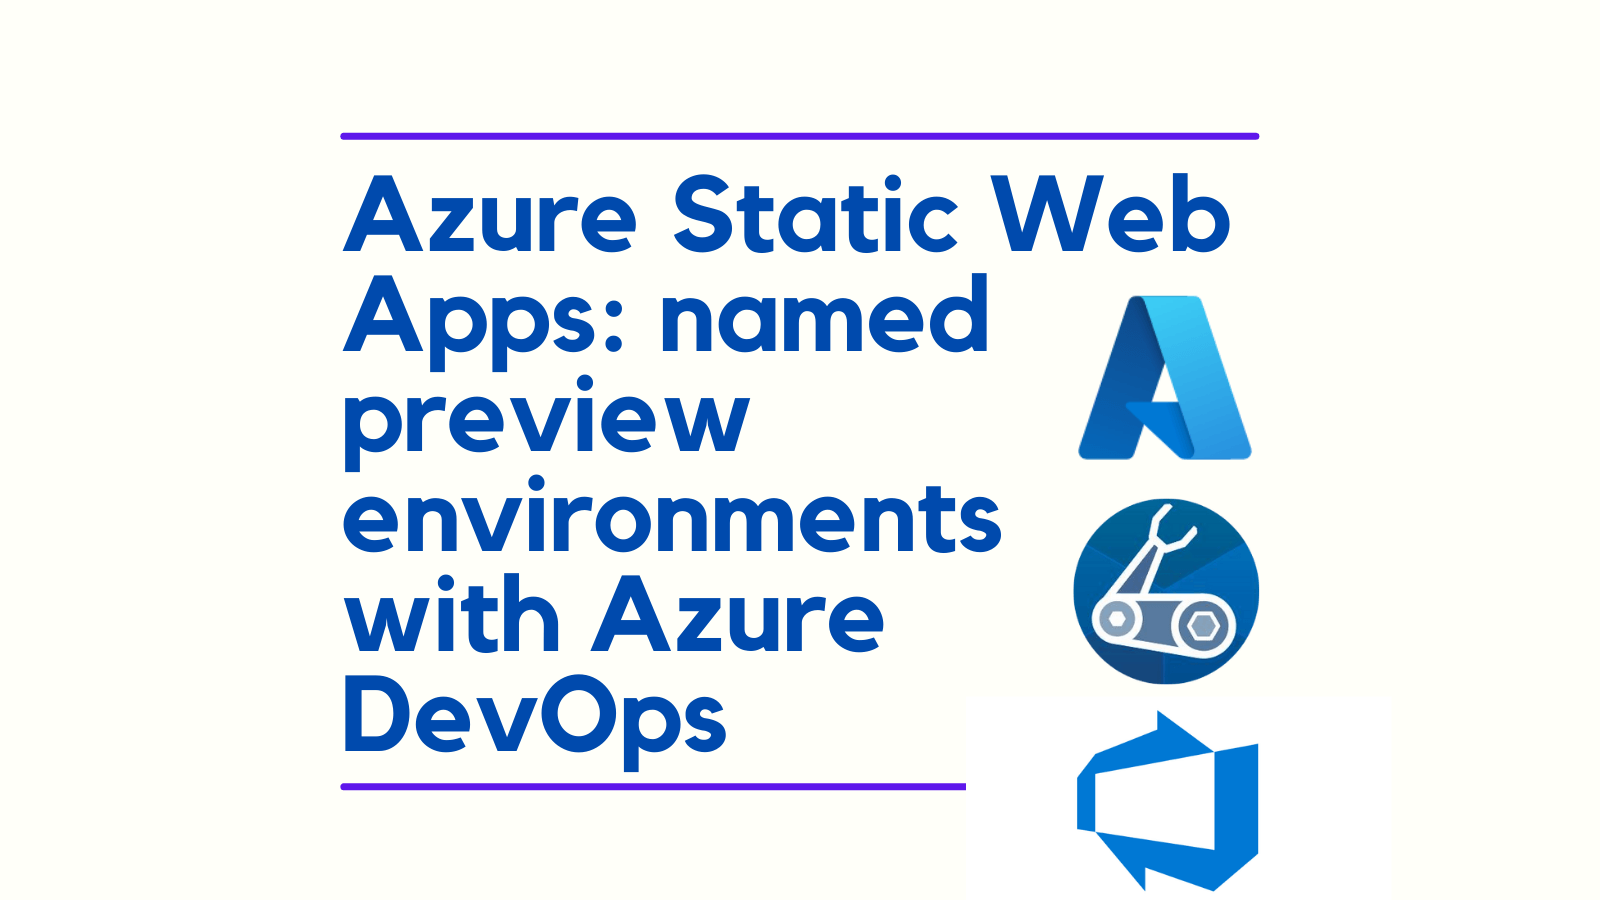 Azure Static Web
Apps: named
preview
environments
with Azure
DevOps